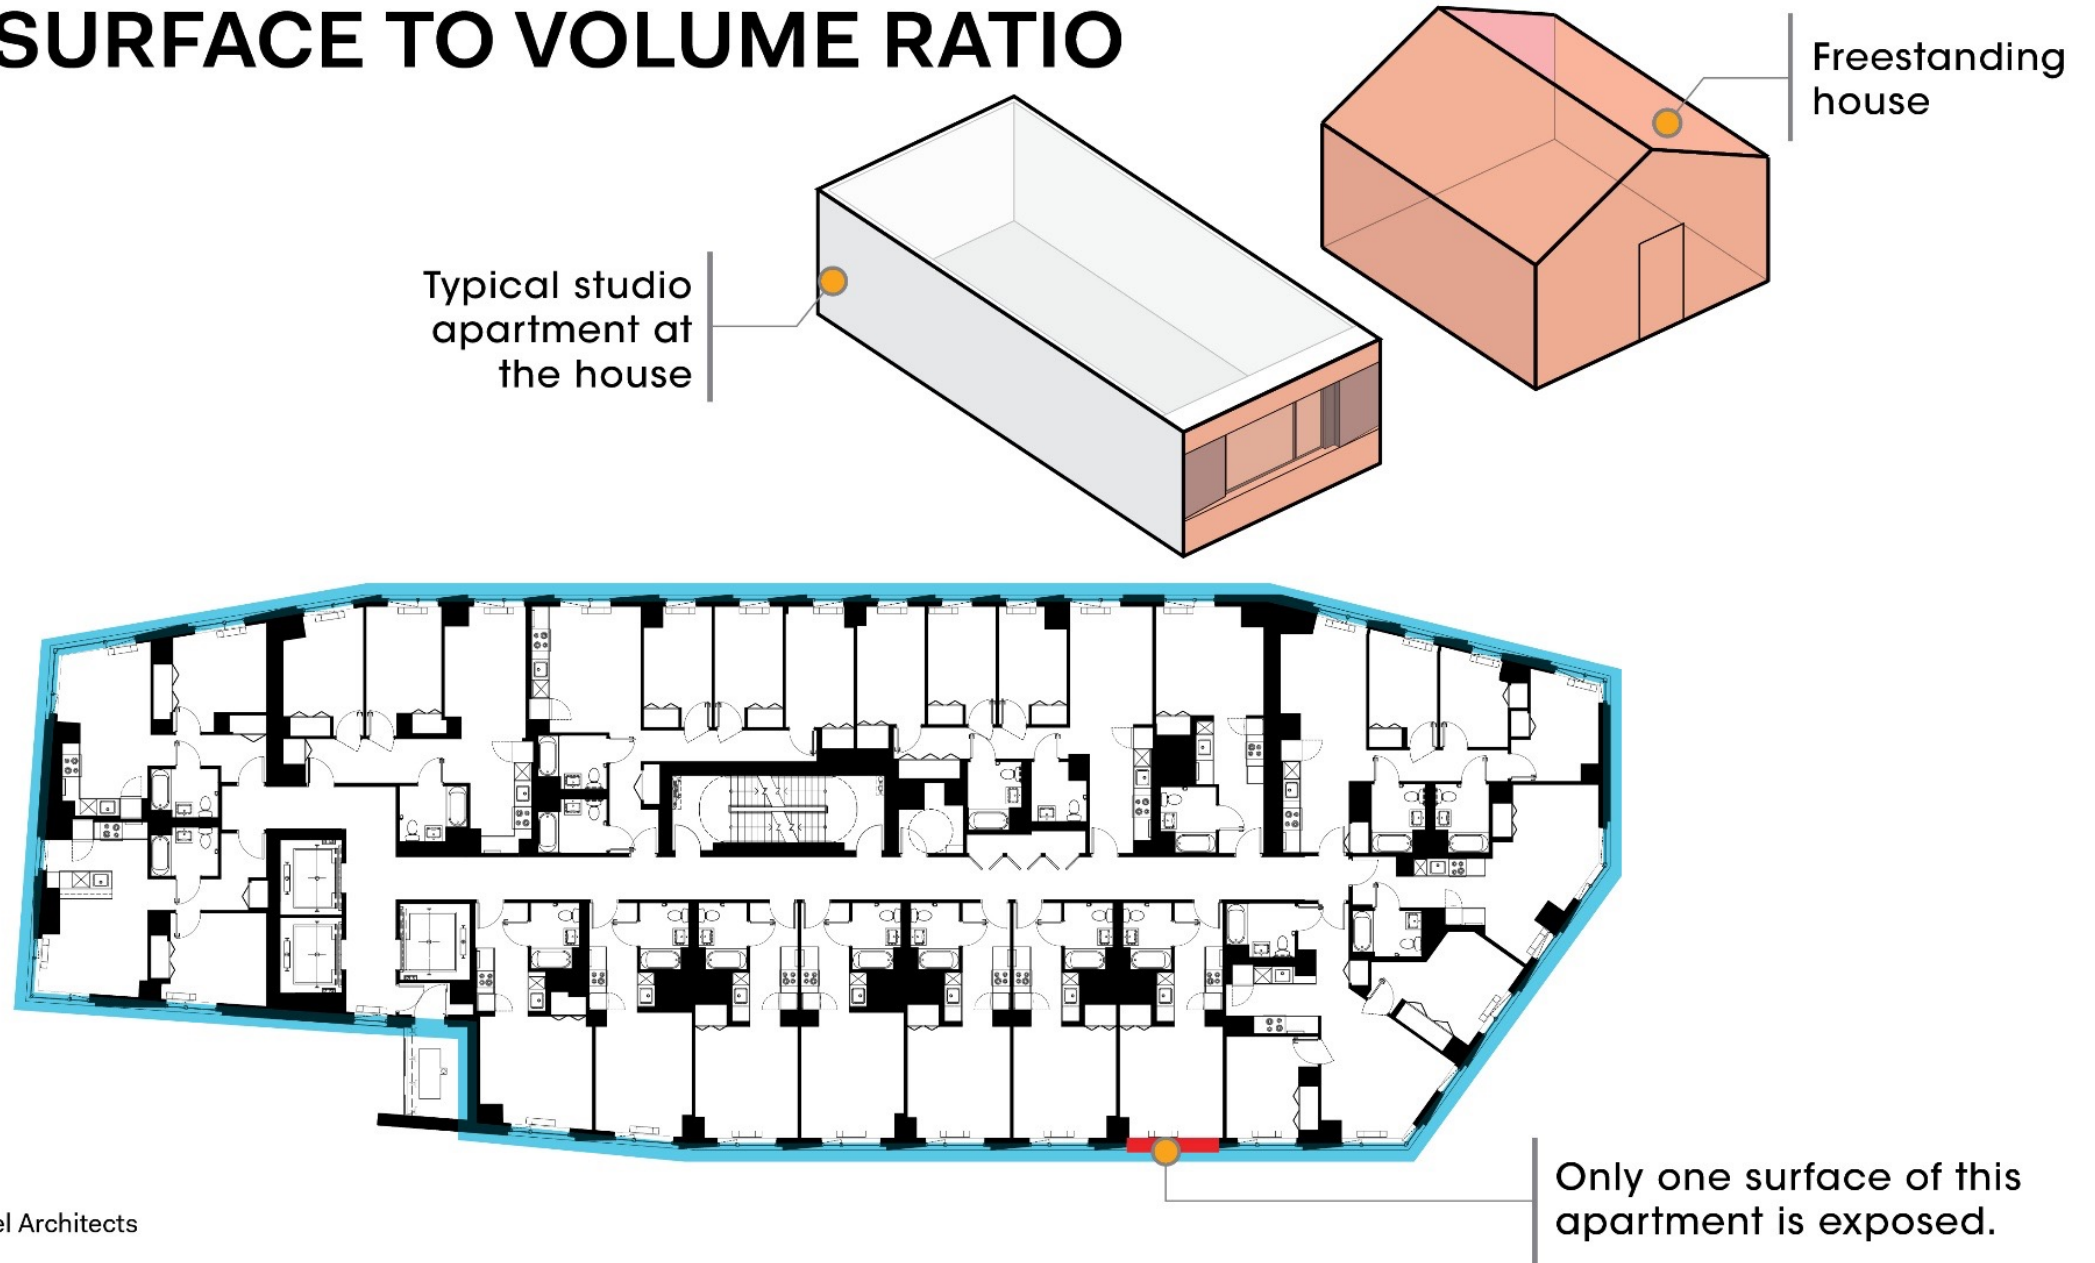 SURFACE TO VOLUME RATIO
Freestanding
house
Typical studio
apartment at
the house
Only one surface of this
apartment is exposed.
Architects